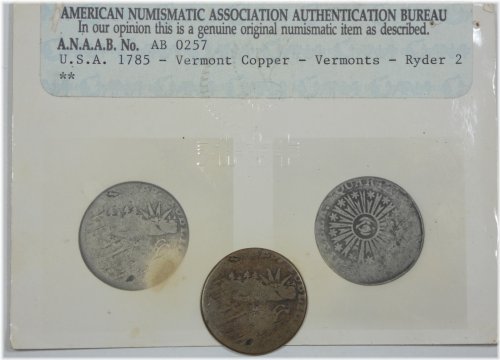 AMERICAN NUMISMATIC ASSOCIATION AUTHENTICATION BUREAU
In our opinion this is a genuine original numismatic item as described.
A.N.A.A.B. No. AB 0257
U.S.A. 1785 - Vermont Copper - Vermonts - Ryder 2
**